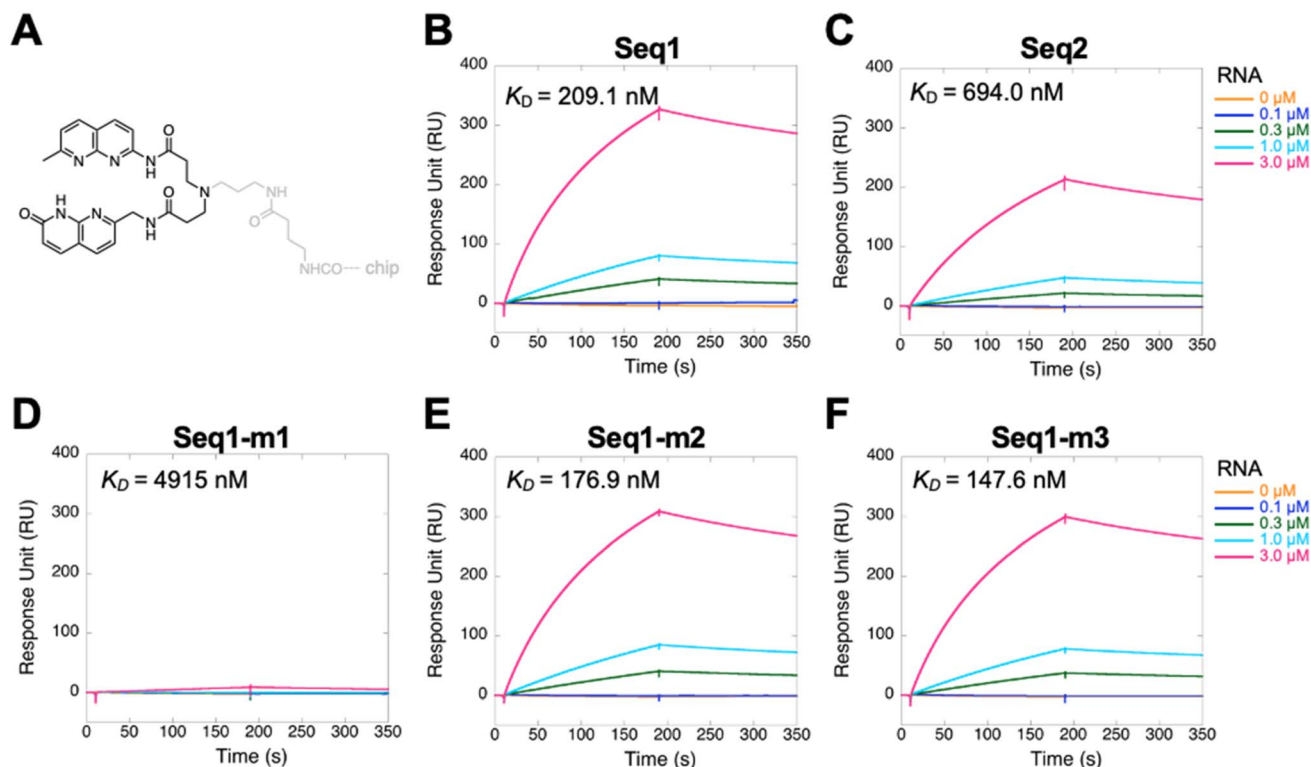 A
N
N
NH
O
N
O
NH
N
N
H
O
O
N
H
NH
O
NHCO--- chip
B
Seq1
K_D = 209.1 nM
Response Unit (RU)
400
300
200
100
0
0 50 100 150 200 250 300 350
Time (s)
C
Seq2
K_D = 694.0 nM
Response Unit (RU)
400
300
200
100
0
0 50 100 150 200 250 300 350
Time (s)
RNA
0 µM
0.1 µM
0.3 µM
1.0 µM
3.0 µM
D
Seq1-m1
K_D = 4915 nM
Response Unit (RU)
400
300
200
100
0
0 50 100 150 200 250 300 350
Time (s)
E
Seq1-m2
K_D = 176.9 nM
Response Unit (RU)
400
300
200
100
0
0 50 100 150 200 250 300 350
Time (s)
F
Seq1-m3
K_D = 147.6 nM
Response Unit (RU)
400
300
200
100
0
0 50 100 150 200 250 300 350
Time (s)
RNA
0 µM
0.1 µM
0.3 µM
1.0 µM
3.0 µM